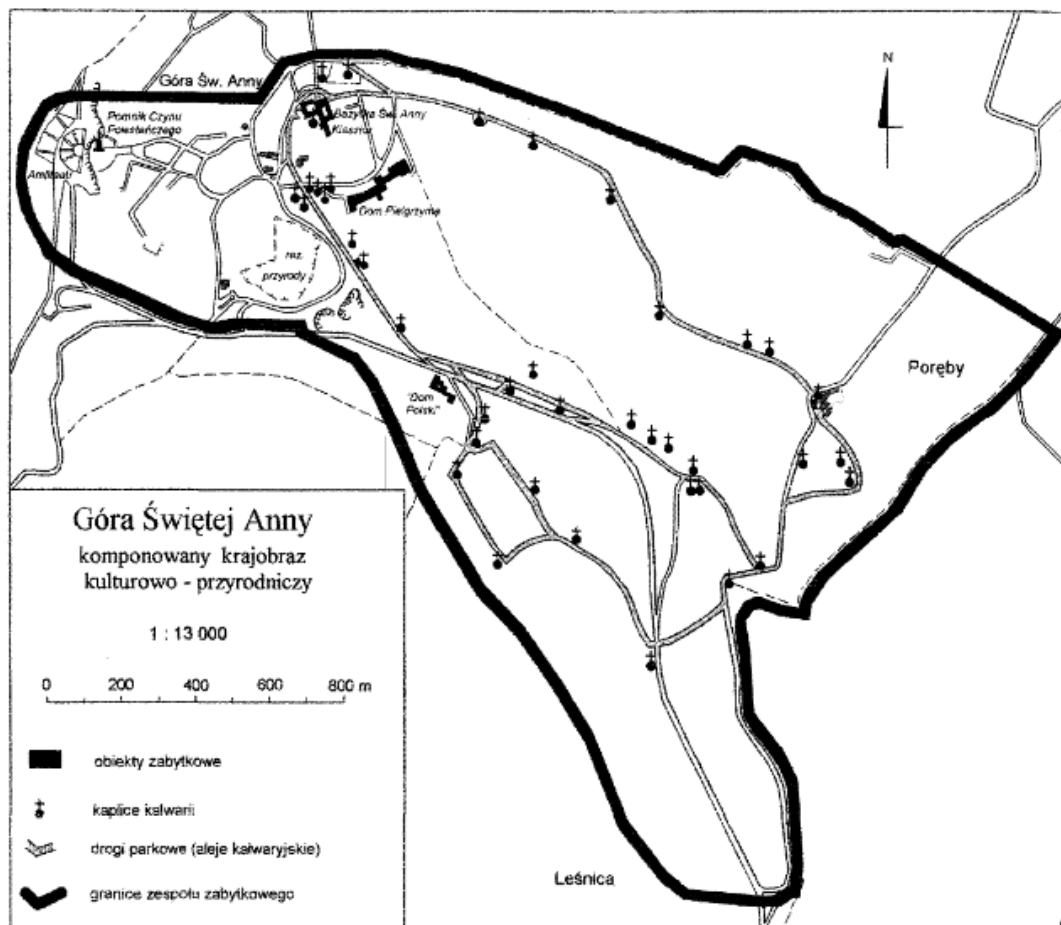 N
Góra Św. Anny
Pomnik Czynu
Powstańczego
Amfiteatr
Bazylika Św. Anny
Klasztor
Dom Pielgrzyma
rez.
przyrody
"Dom
Polski"
Poręby
Leśnica
Góra Świętej Anny
komponowany krajobraz
kulturowo - przyrodniczy
1 : 13 000
0 200 400 600 800 m
obiekty zabytkowe
kaplice kalwarii
drogi parkowe (aleje kalwaryjskie)
granice zespołu zabytkowego